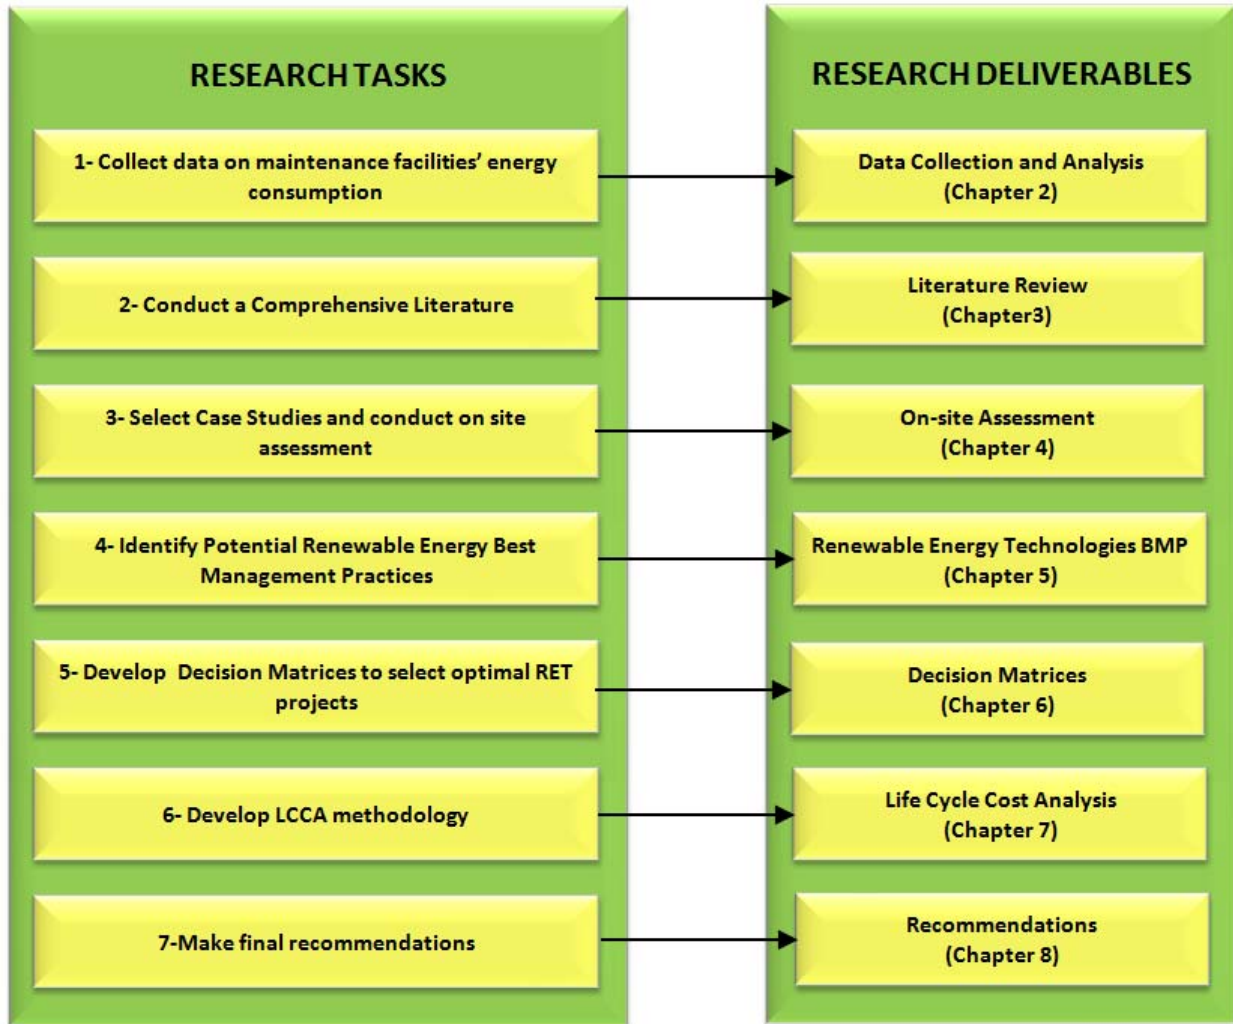 RESEARCH TASKS
1- Collect data on maintenance facilities' energy
consumption
2- Conduct a Comprehensive Literature
3- Select Case Studies and conduct on site
assessment
4- Identify Potential Renewable Energy Best
Management Practices
5- Develop  Decision Matrices to select optimal RET
projects
6- Develop LCCA methodology
7-Make final recommendations
RESEARCH DELIVERABLES
Data Collection and Analysis
(Chapter 2)
Literature Review
(Chapter3)
On-site Assessment
(Chapter 4)
Renewable Energy Technologies BMP
(Chapter 5)
Decision Matrices
(Chapter 6)
Life Cycle Cost Analysis
(Chapter 7)
Recommendations
(Chapter 8)